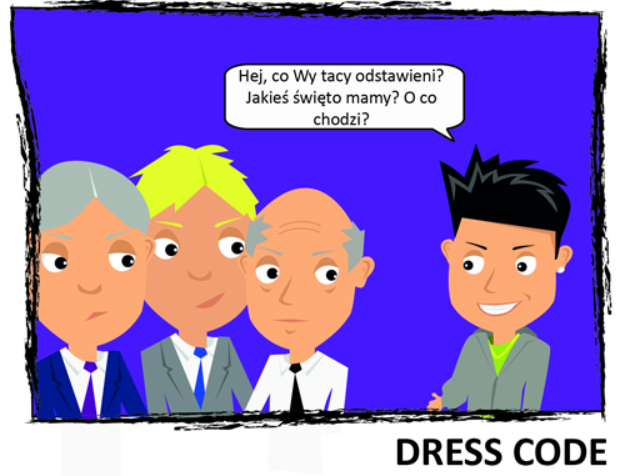 Hej, co Wy tacy odstawieni?
Jakieś święto mamy? O co
chodzi?
DRESS CODE